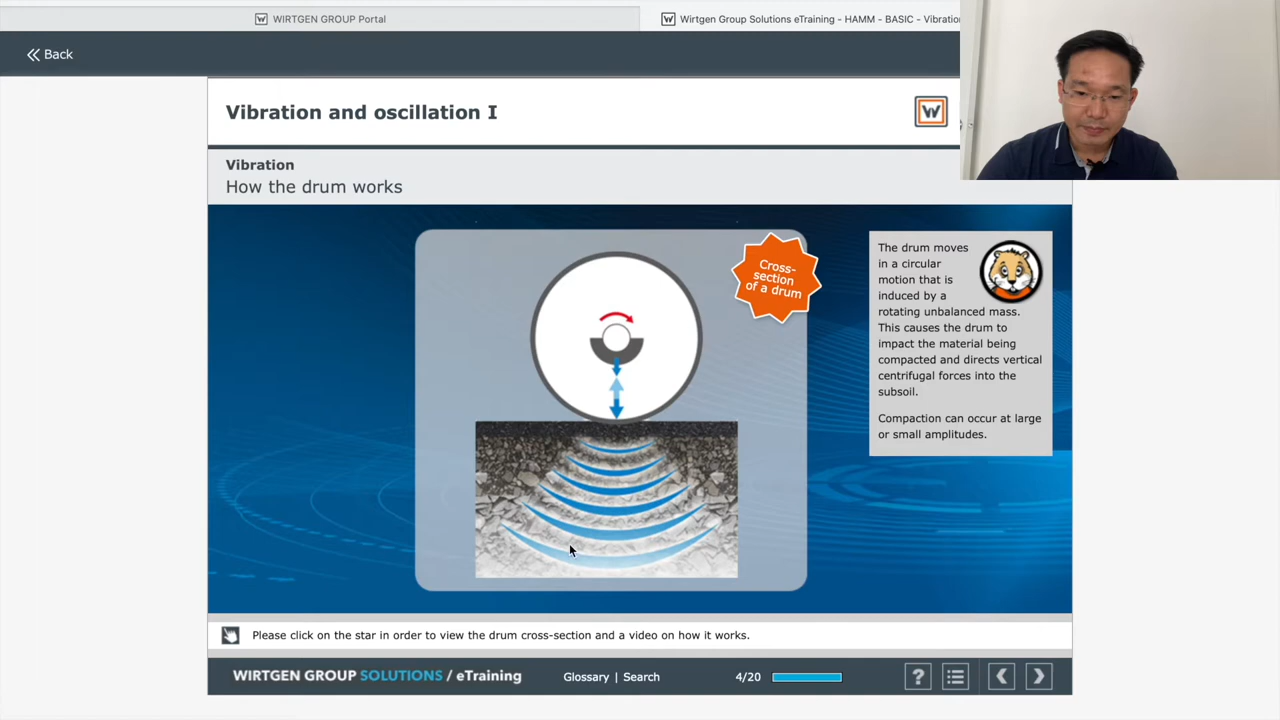 WIRTGEN GROUP Portal
Wirtgen Group Solutions eTraining - HAMM - BASIC - Vibratio
Back
Vibration and oscillation I
W
Vibration
How the drum works
Cross-
section
of a drum
The drum moves
in a circular
motion that is
induced by a
rotating unbalanced mass.
This causes the drum to
impact the material being
compacted and directs vertical
centrifugal forces into the
subsoil.
Compaction can occur at large
or small amplitudes.
Please click on the star in order to view the drum cross-section and a video on how it works.
WIRTGEN GROUP SOLUTIONS / eTraining
Glossary | Search
4/20
?